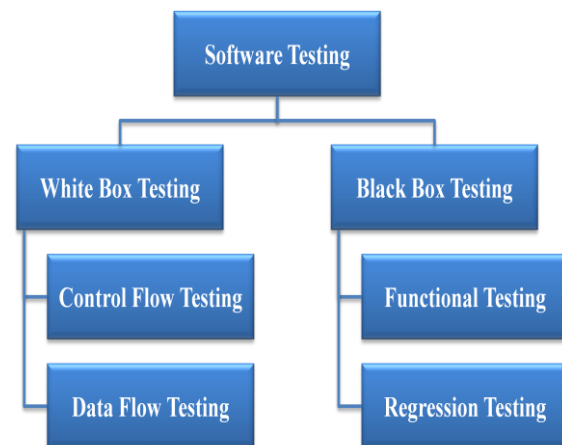 Software Testing
White Box Testing
Black Box Testing
Control Flow Testing
Functional Testing
Data Flow Testing
Regression Testing